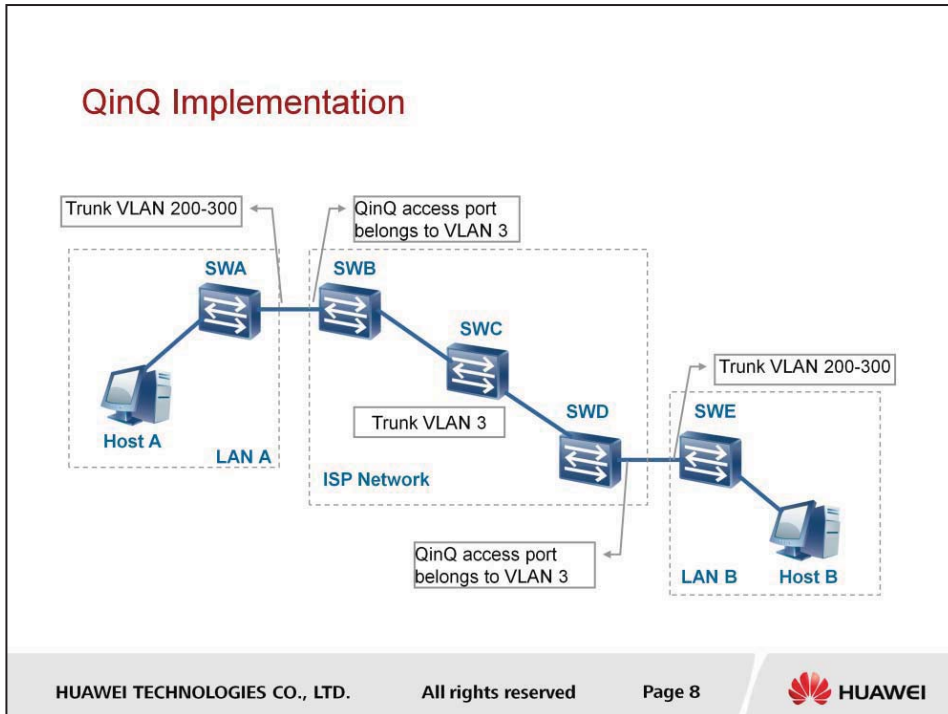 QinQ Implementation
Trunk VLAN 200-300
QinQ access port
belongs to VLAN 3
SWA
SWB
SWC
Trunk VLAN 200-300
Trunk VLAN 3
SWD
SWE
Host A
LAN A
ISP Network
QinQ access port
belongs to VLAN 3
LAN B
Host B
HUAWEI TECHNOLOGIES CO., LTD.
All rights reserved
Page 8
HUAWEI